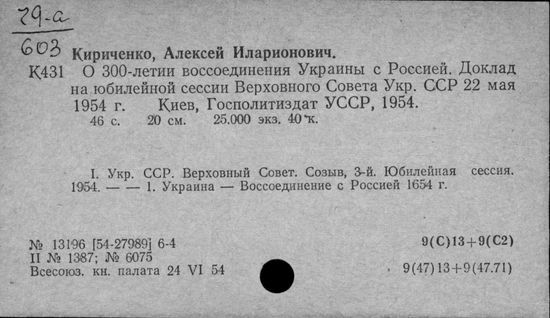 29-а
603 Кириченко, Алексей Иларионович.
К431 О 300-летии воссоединения Украины с Россией. Доклад
на юбилейной сессии Верховного Совета Укр. ССР 22 мая
1954 г. Киев, Госполитиздат УССР, 1954.
46 с. 20 см. 25.000 экз. 40 к.
I. Укр. ССР. Верховный Совет. Созыв, 3-й. Юбилейная сессия.
1954. — — 1. Украина — Воссоединение с Россией 1654 г.
№ 13196 [54-27989] 6-4 9(С)13+9(С2)
II № 1387; № 6075
Всесоюз. кн. палата 24 VI 54 9(47)13+9(47.71)